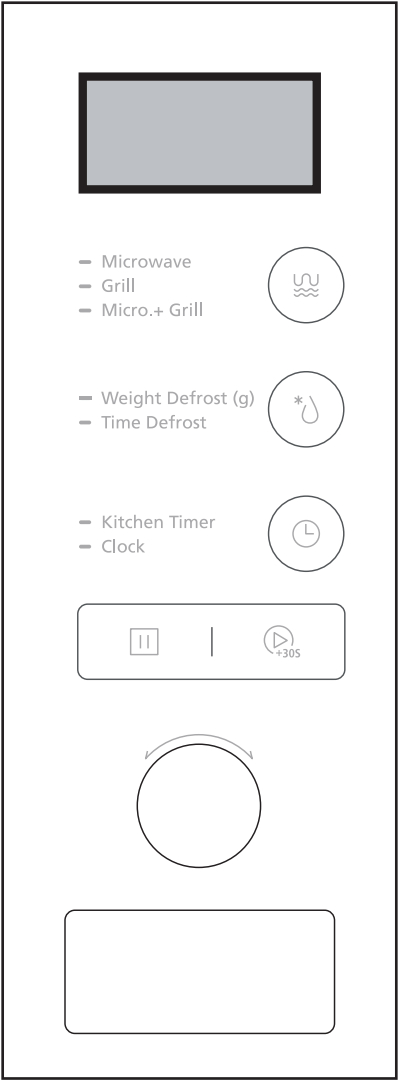 Microwave
Grill
Micro.+ Grill
Weight Defrost (g)
Time Defrost
Kitchen Timer
Clock
+30S